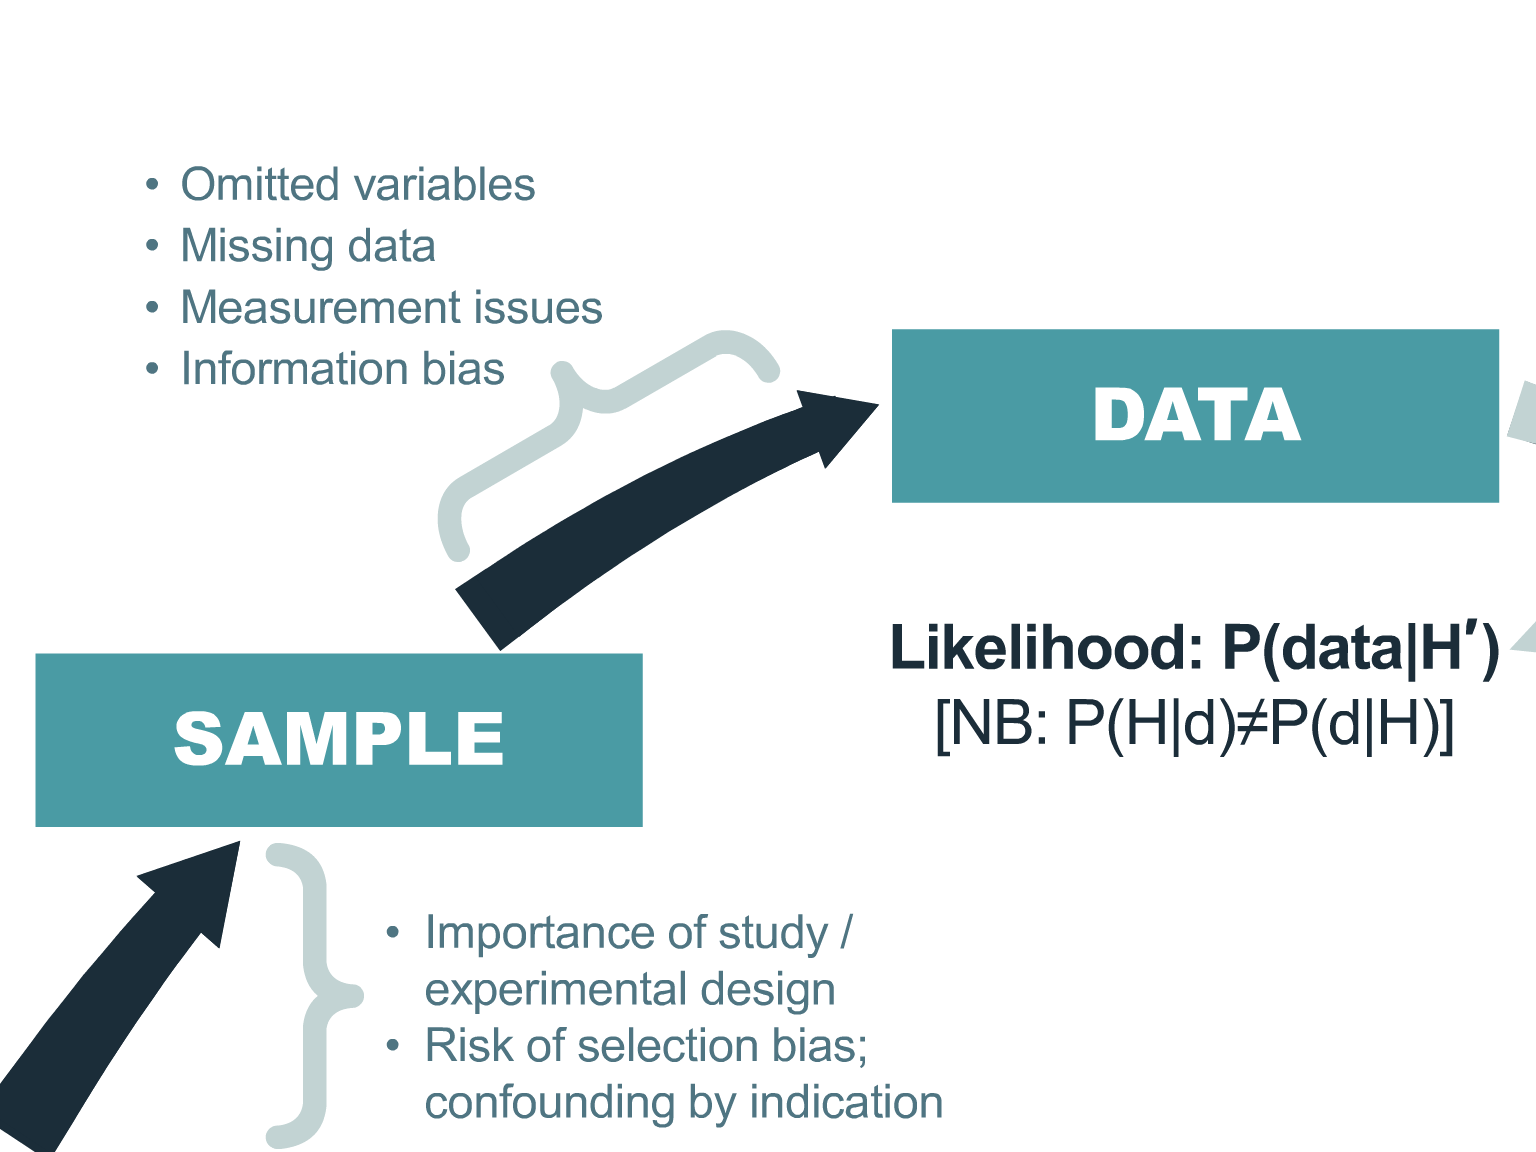 • Omitted variables
• Missing data
• Measurement issues
• Information bias
DATA
Likelihood: P(data|H′)
[NB: P(H|d)≠P(d|H)]
SAMPLE
• Importance of study /
experimental design
• Risk of selection bias;
confounding by indication